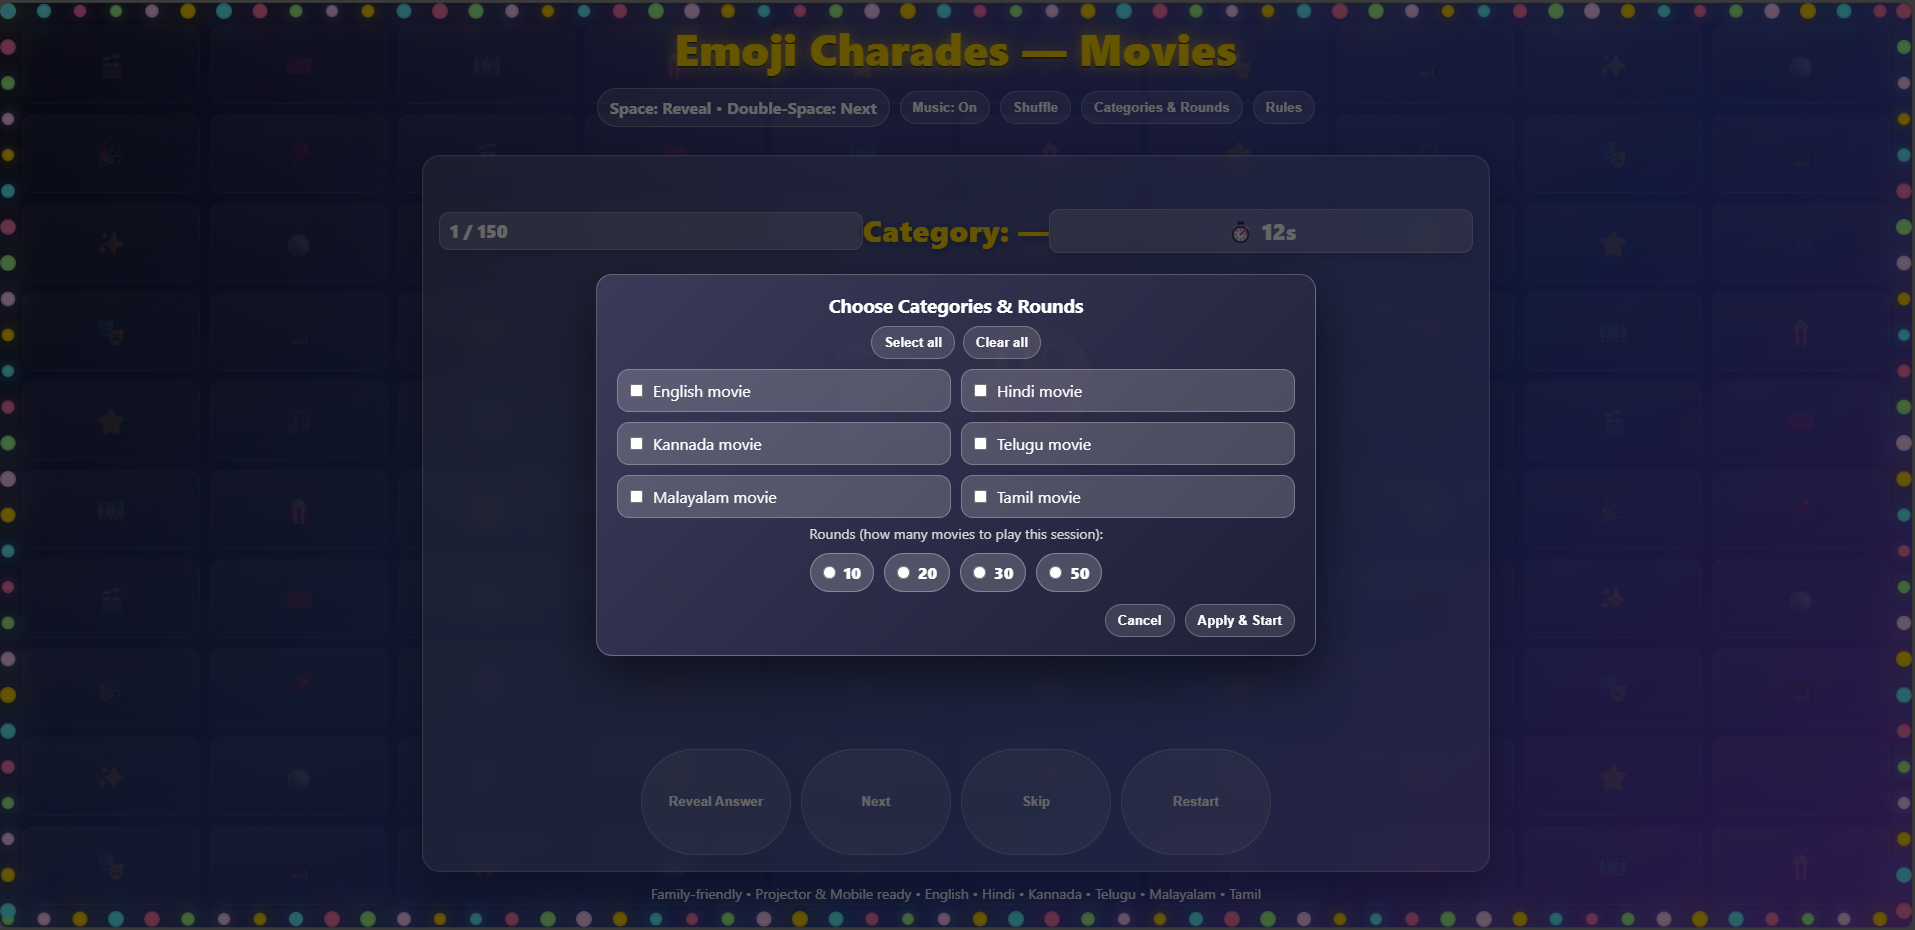 Emoji Charades — Movies
Space: Reveal • Double-Space: Next
Music: On
Shuffle
Categories & Rounds
Rules
1 / 150
Category: —
12s
Choose Categories & Rounds
Select all
Clear all
English movie
Hindi movie
Kannada movie
Telugu movie
Malayalam movie
Tamil movie
Rounds (how many movies to play this session):
10
20
30
50
Cancel
Apply & Start
Reveal Answer
Next
Skip
Restart
Family-friendly • Projector & Mobile ready • English • Hindi • Kannada • Telugu • Malayalam • Tamil